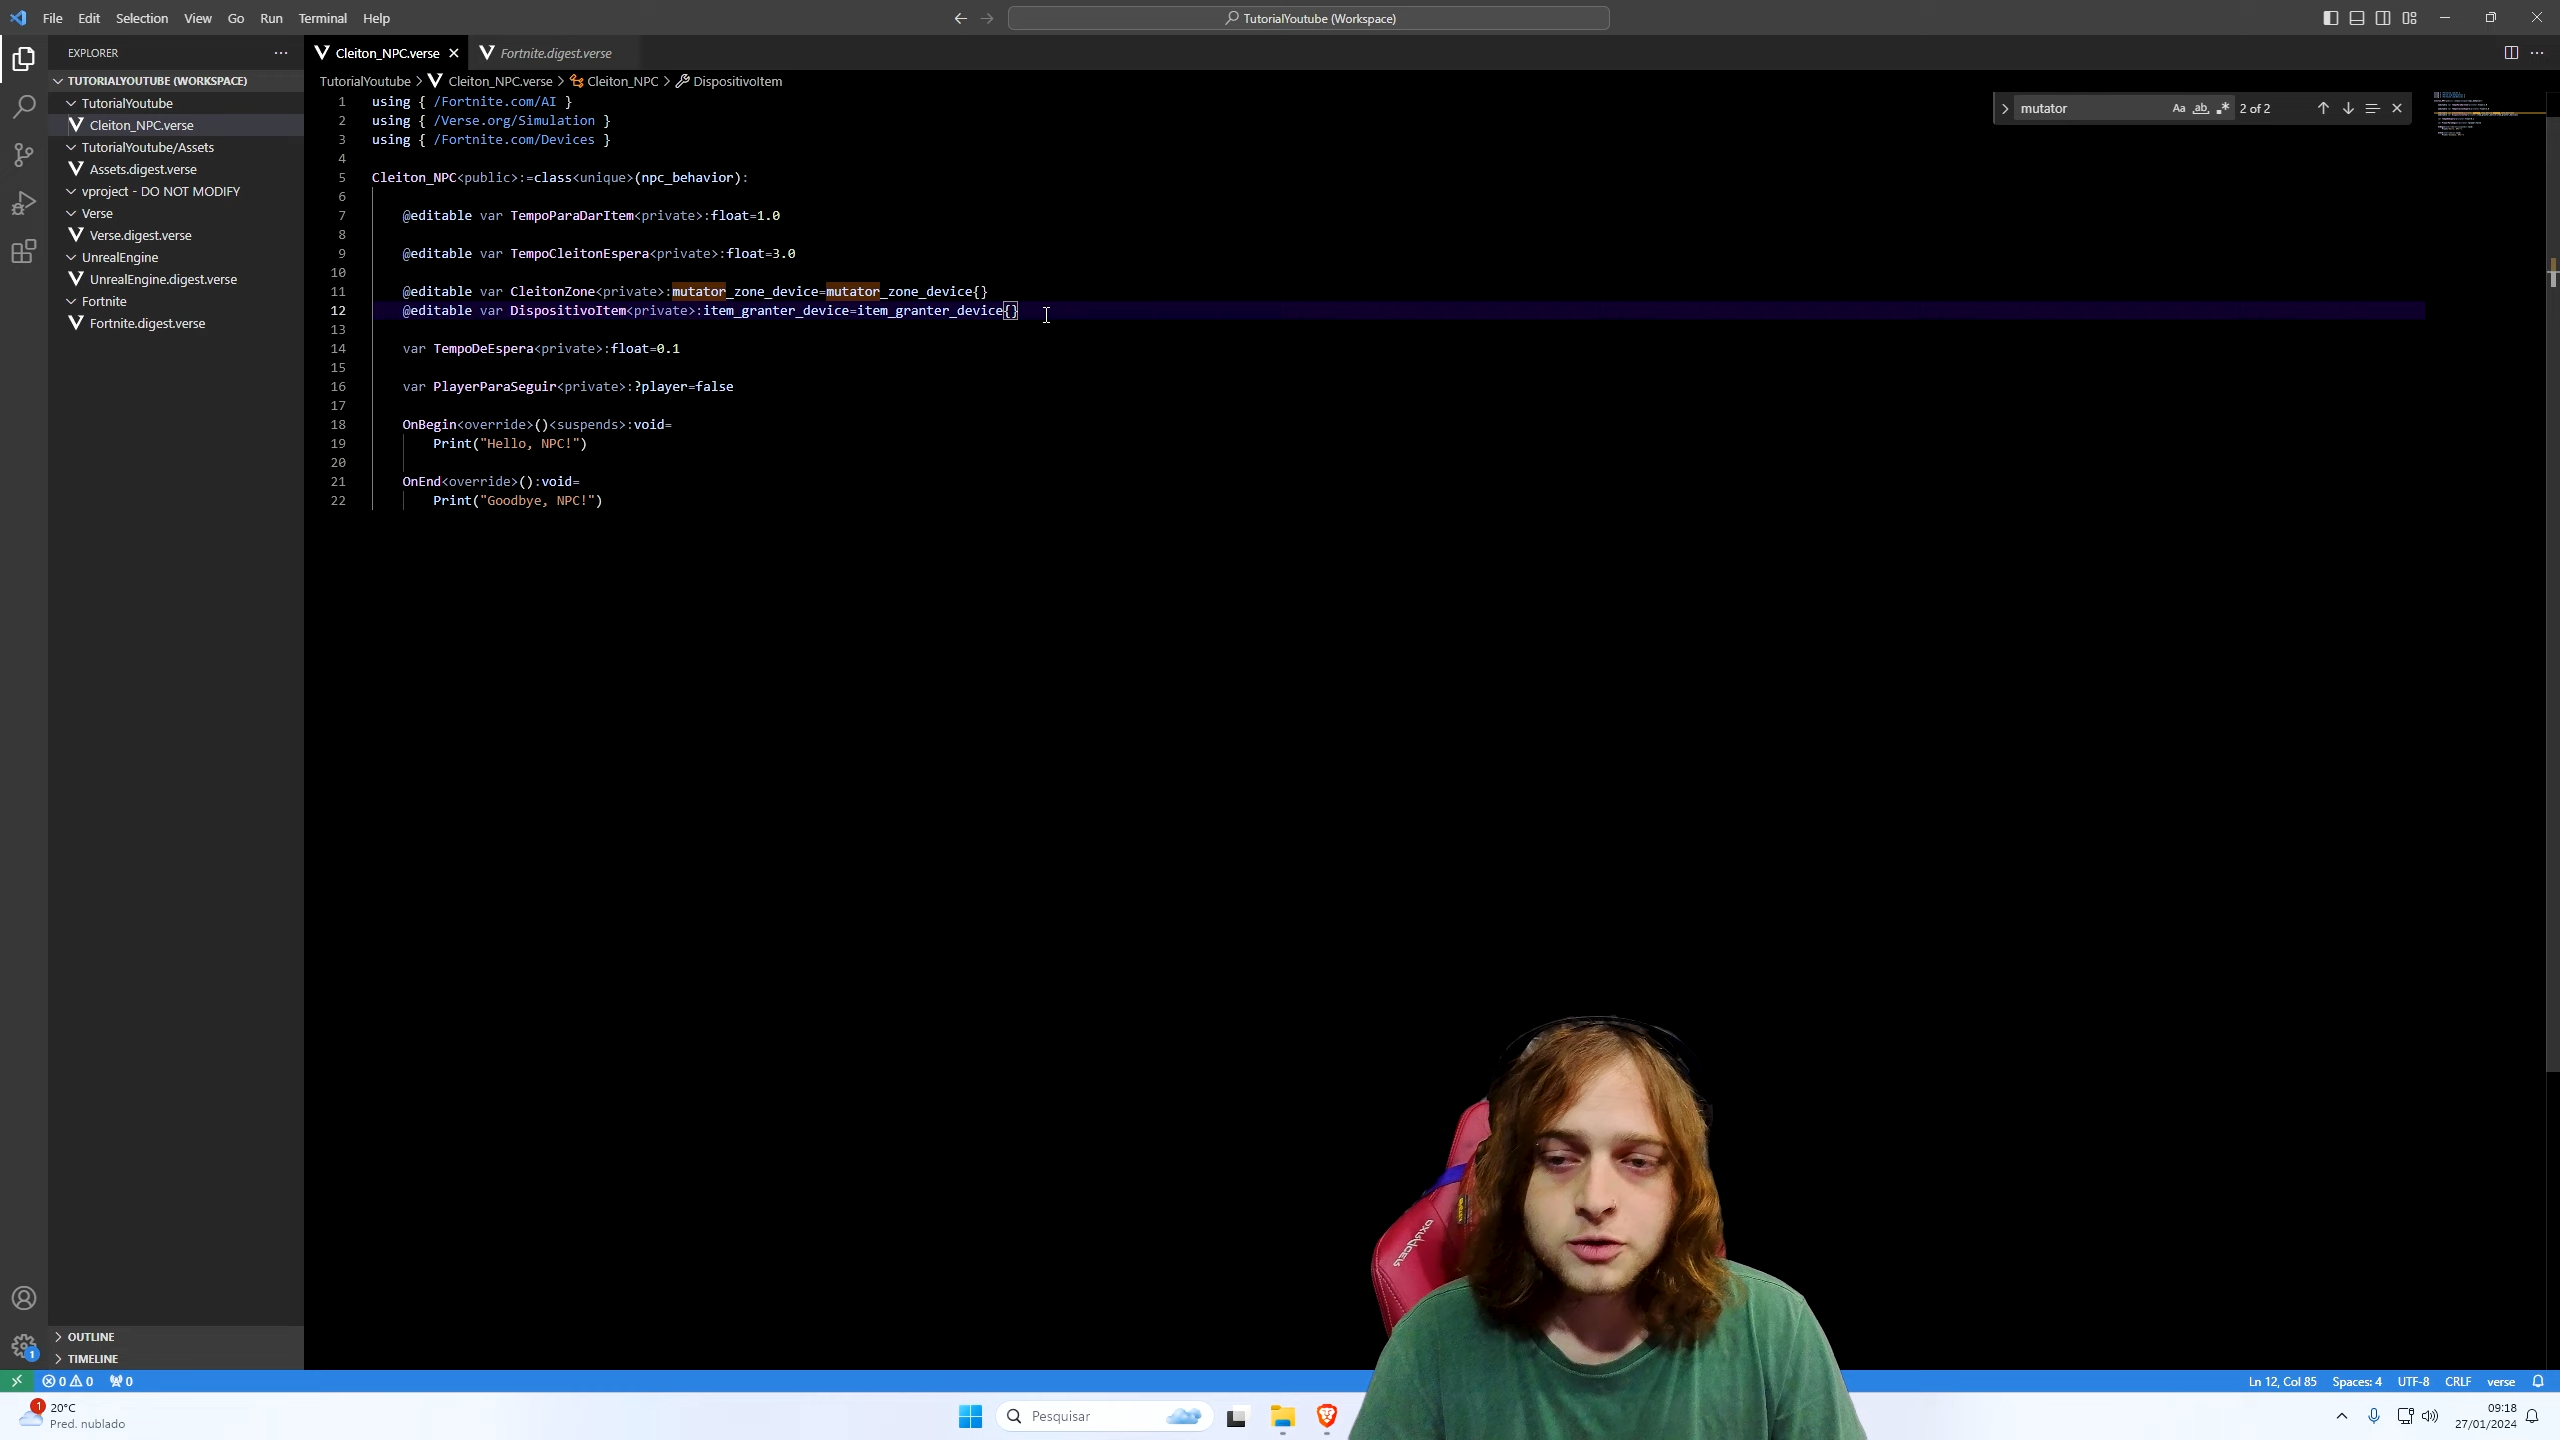 File Edit Selection View Go Run Terminal Help
TutorialYoutube (Workspace)
EXPLORER
Cleiton_NPC.verse
Fortnite.digest.verse
TUTORIALYOUTUBE (WORKSPACE)
TutorialYoutube
Cleiton_NPC.verse
TutorialYoutube/Assets
Assets.digest.verse
vproject - DO NOT MODIFY
Verse
Verse.digest.verse
UnrealEngine
UnrealEngine.digest.verse
Fortnite
Fortnite.digest.verse
OUTLINE
TIMELINE
TutorialYoutube > Cleiton_NPC.verse > Cleiton_NPC > DispositivoItem
mutator Aa ab. .* 2 of 2
1 using { /Fortnite.com/AI }
2 using { /Verse.org/Simulation }
3 using { /Fortnite.com/Devices }
4
5 Cleiton_NPC<public>:=class<unique>(npc_behavior):
6
7 @editable var TempoParaDarItem<private>:float=1.0
8
9 @editable var TempoCleitonEspera<private>:float=3.0
10
11 @editable var CleitonZone<private>:mutator_zone_device=mutator_zone_device{}
12 @editable var DispositivoItem<private>:item_granter_device=item_granter_device{}
13
14 var TempoDeEspera<private>:float=0.1
15
16 var PlayerParaSeguir<private>:?player=false
17
18 OnBegin<override>()<suspends>:void=
19 Print("Hello, NPC!")
20
21 OnEnd<override>():void=
22 Print("Goodbye, NPC!")
DXRACER
1
0 0 0
Ln 12, Col 85 Spaces: 4 UTF-8 CRLF verse
1
20°C
Pred. nublado
Pesquisar
09:18
27/01/2024